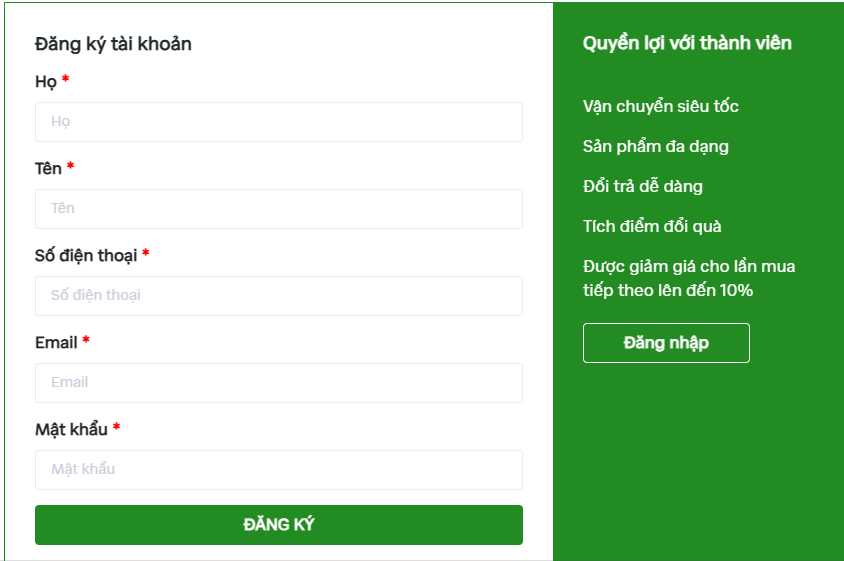 Đăng ký tài khoản
Họ *
Họ
Tên *
Tên
Số điện thoại *
Số điện thoại
Email *
Email
Mật khẩu *
Mật khẩu
ĐĂNG KÝ
Quyền lợi với thành viên
Vận chuyển siêu tốc
Sản phẩm đa dạng
Đổi trả dễ dàng
Tích điểm đổi quà
Được giảm giá cho lần mua
tiếp theo lên đến 10%
Đăng nhập